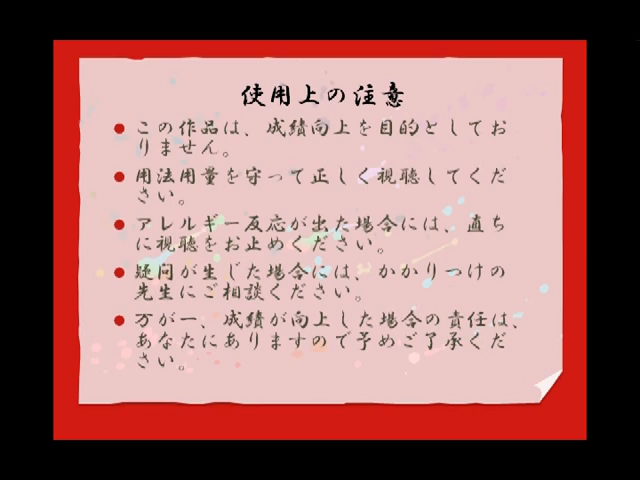 使用上の注意
この作品は、成績向上を目的としてお
りません。
用法用量を守って正しく視聴してくだ
さい。
アレルギー反応が出た場合には、直ち
に視聴をお止めください。
疑問が生じた場合には、かかりつけの
先生にご相談ください。
万が一、成績が向上した場合の責任は、
あなたにありますので予めご了承くだ
さい。